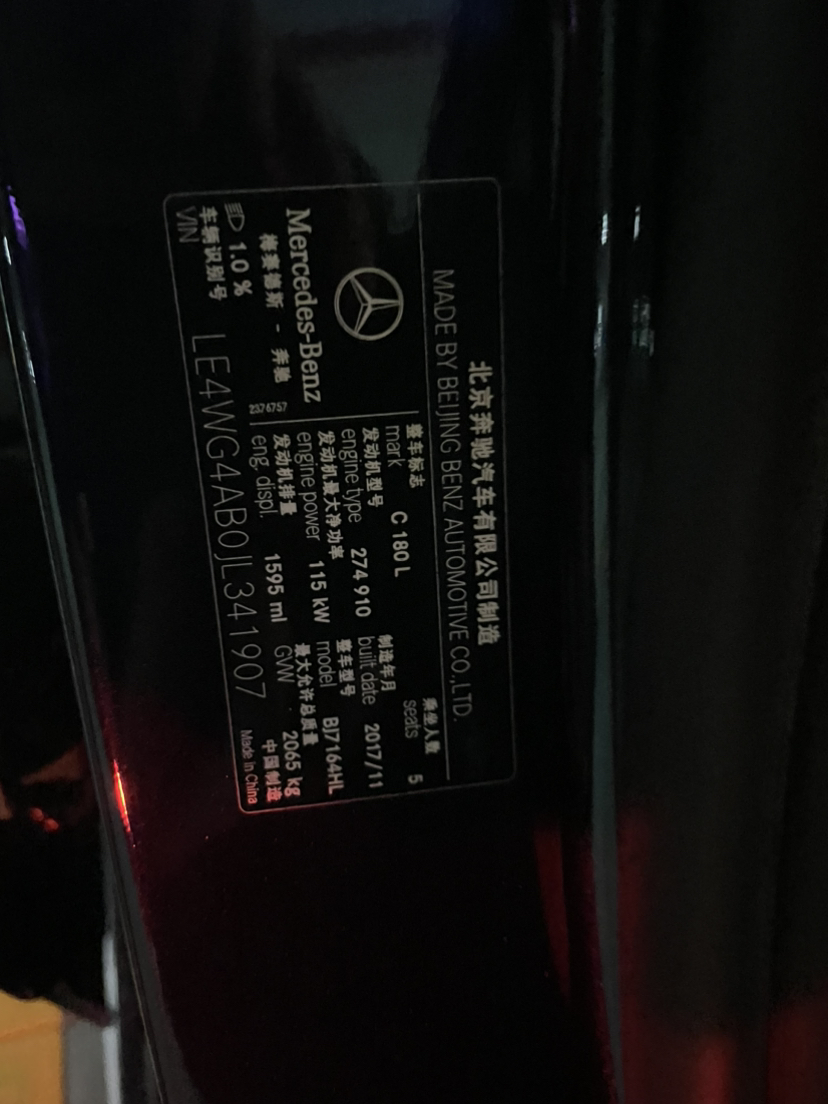 北京奔驰汽车有限公司制造
MADE BY BEIJING BENZ AUTOMOTIVE CO.,LTD.
乘坐人数
seats 5
整车标志
mark C 180 L
制造年月
built date 2017/11
发动机型号
engine type 274 910
整车型号
model BJ7164HL
发动机最大净功率
engine power 115 kW
最大允许总质量
GVW 2065 kg
发动机排量
eng. displ. 1595 ml
中国制造
Made In China
Mercedes-Benz
梅赛德斯 - 奔驰
2376757
1.0 %
车辆识别号
VIN LE4WG4AB0JL341907